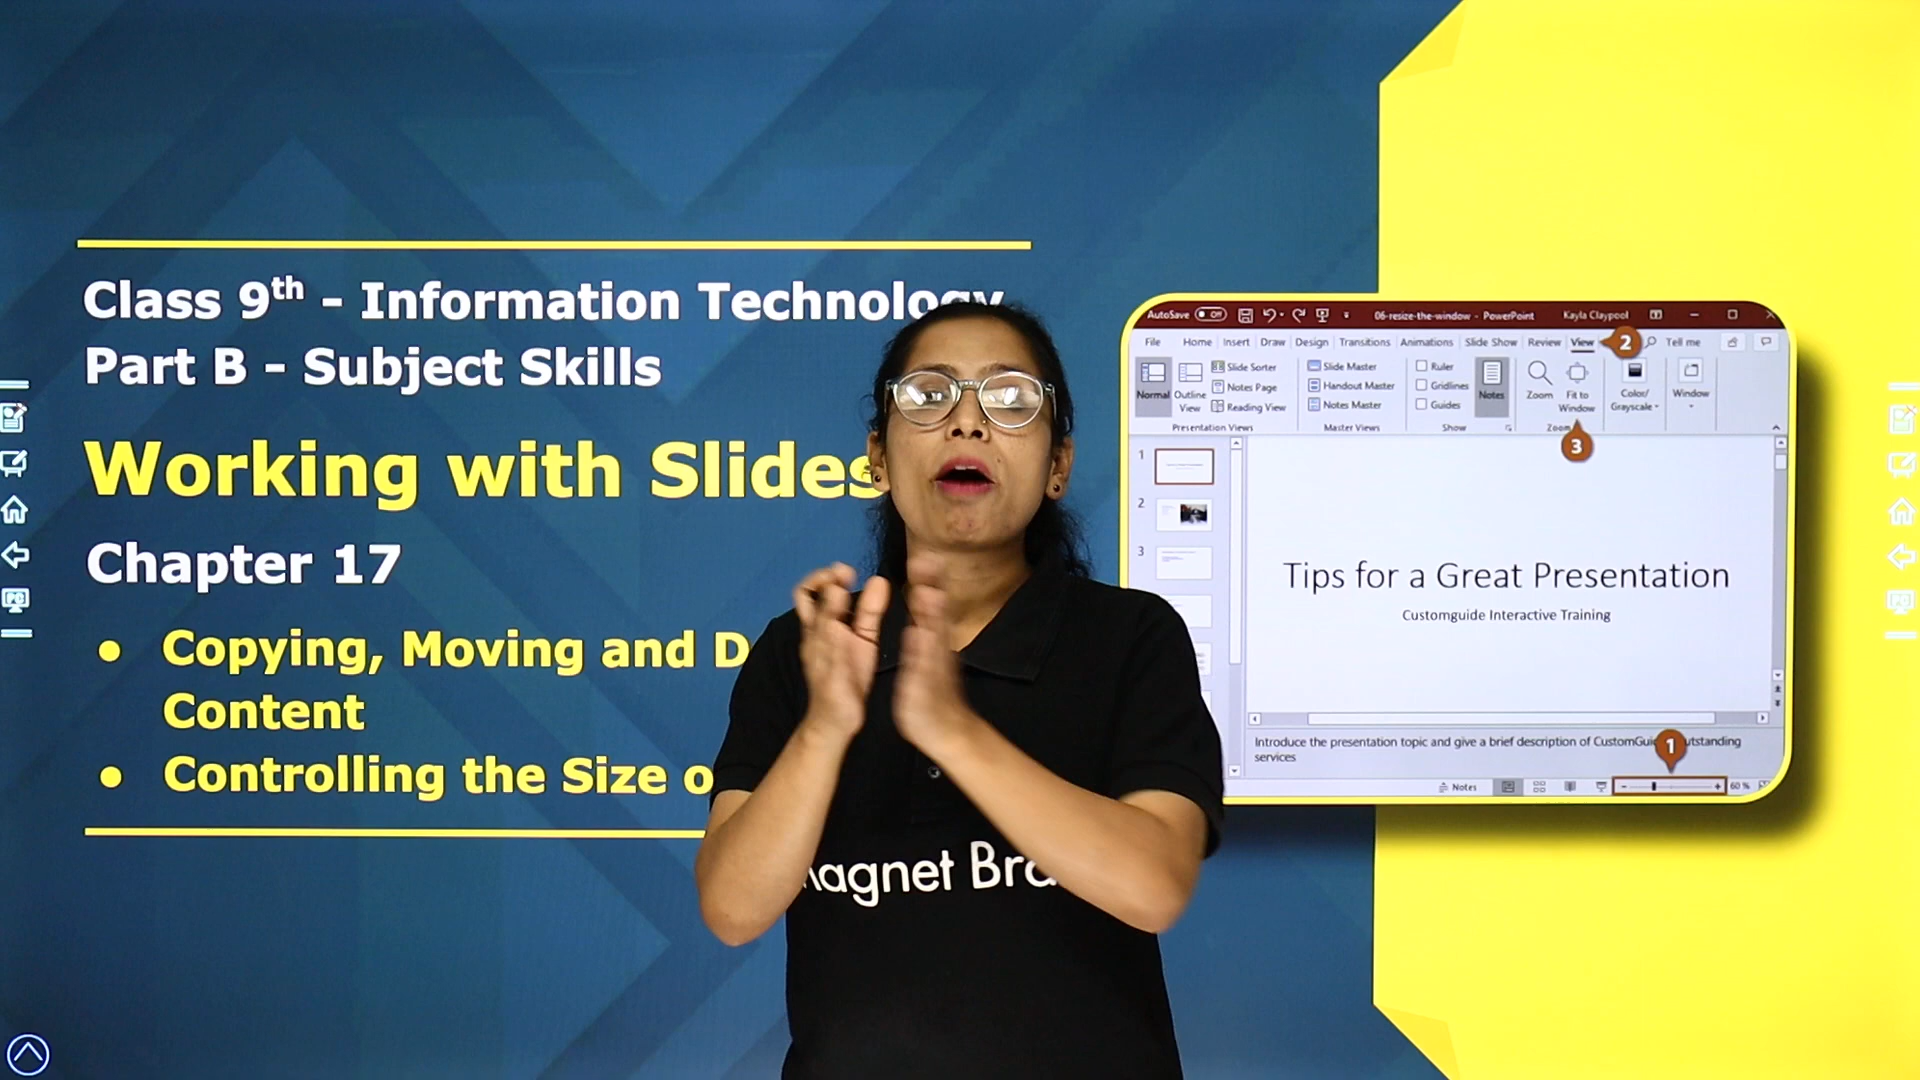 Class 9th - Information Technology
Part B - Subject Skills
Working with Slides
Chapter 17
• Copying, Moving and D
Content
• Controlling the Size o
AutoSave Off 06-resize-the-window - PowerPoint Kayla Claypool
File Home Insert Draw Design Transitions Animations Slide Show Review View 2 Tell me
Normal Outline View Slide Sorter Notes Page Reading View
Presentation Views
Slide Master Handout Master Notes Master
Master Views
Ruler Gridlines Guides
Show
Notes
Zoom Fit to Window
Zoom
3
Color/ Grayscale
Window
1
2
3
Tips for a Great Presentation
Customguide Interactive Training
Introduce the presentation topic and give a brief description of CustomGui 1 utstanding
services
Notes 60 %
agnet Bra